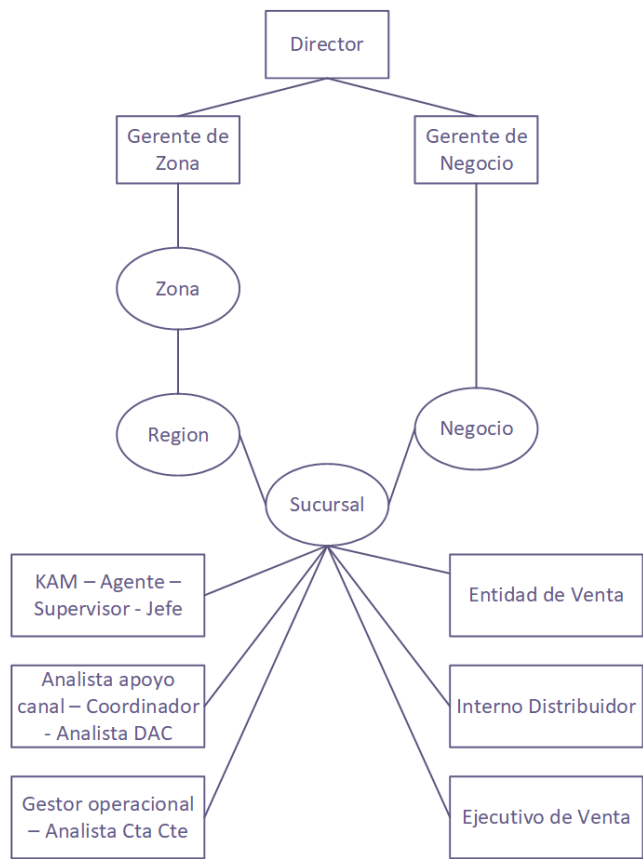 Director
Gerente de
Zona
Gerente de
Negocio
Zona
Region
Negocio
Sucursal
KAM – Agente –
Supervisor - Jefe
Entidad de Venta
Analista apoyo
canal – Coordinador
- Analista DAC
Interno Distribuidor
Gestor operacional
– Analista Cta Cte
Ejecutivo de Venta